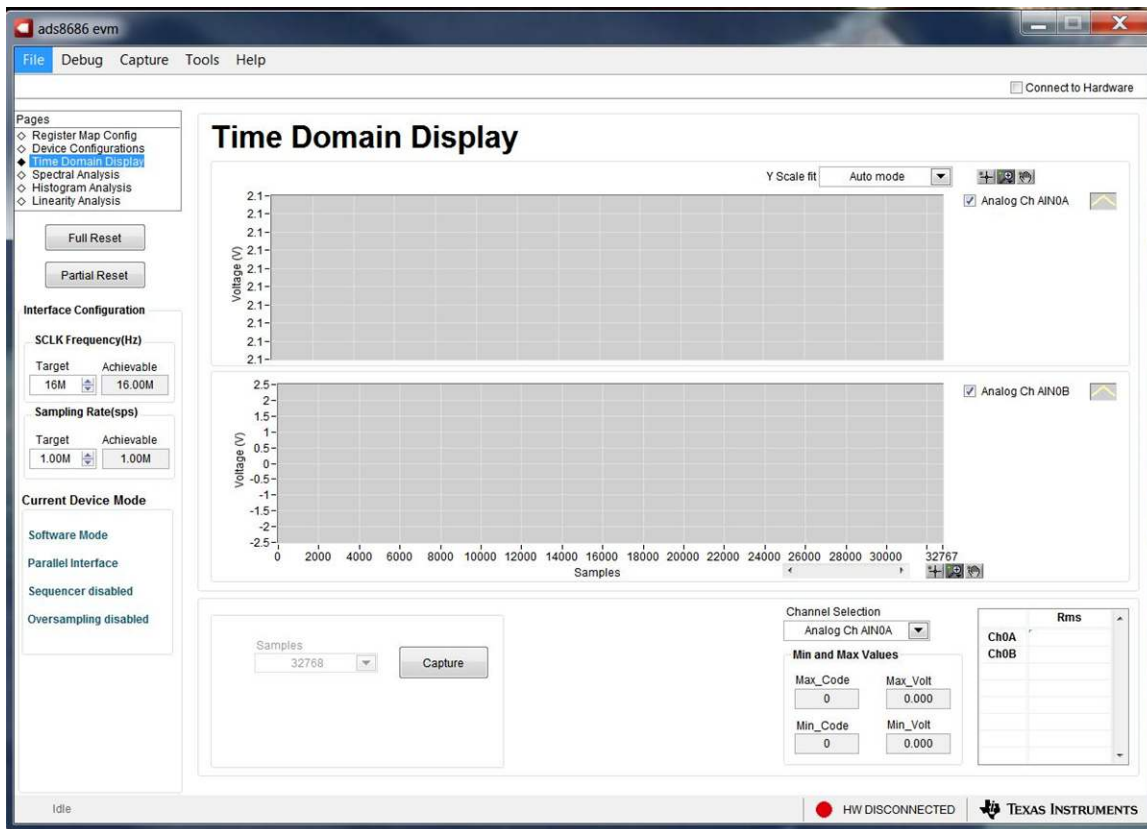 ads8686 evm
File Debug Capture Tools Help
Connect to Hardware
Pages
Register Map Config
Device Configurations
Time Domain Display
Spectral Analysis
Histogram Analysis
Linearity Analysis
Full Reset
Partial Reset
Interface Configuration
SCLK Frequency(Hz)
Target Achievable
16M 16.00M
Sampling Rate(sps)
Target Achievable
1.00M 1.00M
Current Device Mode
Software Mode
Parallel Interface
Sequencer disabled
Oversampling disabled
Time Domain Display
Y Scale fit Auto mode
Analog Ch AIN0A
Voltage (V)
2.1
2.1
2.1
2.1
2.1
2.1
2.1
2.1
2.1
2.1
Analog Ch AIN0B
Voltage (V)
2.5
2
1.5
1
0.5
0
-0.5
-1
-1.5
-2
-2.5
0 2000 4000 6000 8000 10000 12000 14000 16000 18000 20000 22000 24000 26000 28000 30000 32767
Samples
Samples
32768
Capture
Channel Selection
Analog Ch AIN0A
Min and Max Values
Max_Code Max_Volt
0 0.000
Min_Code Min_Volt
0 0.000
Rms
Ch0A
Ch0B
Idle
HW DISCONNECTED
TEXAS INSTRUMENTS